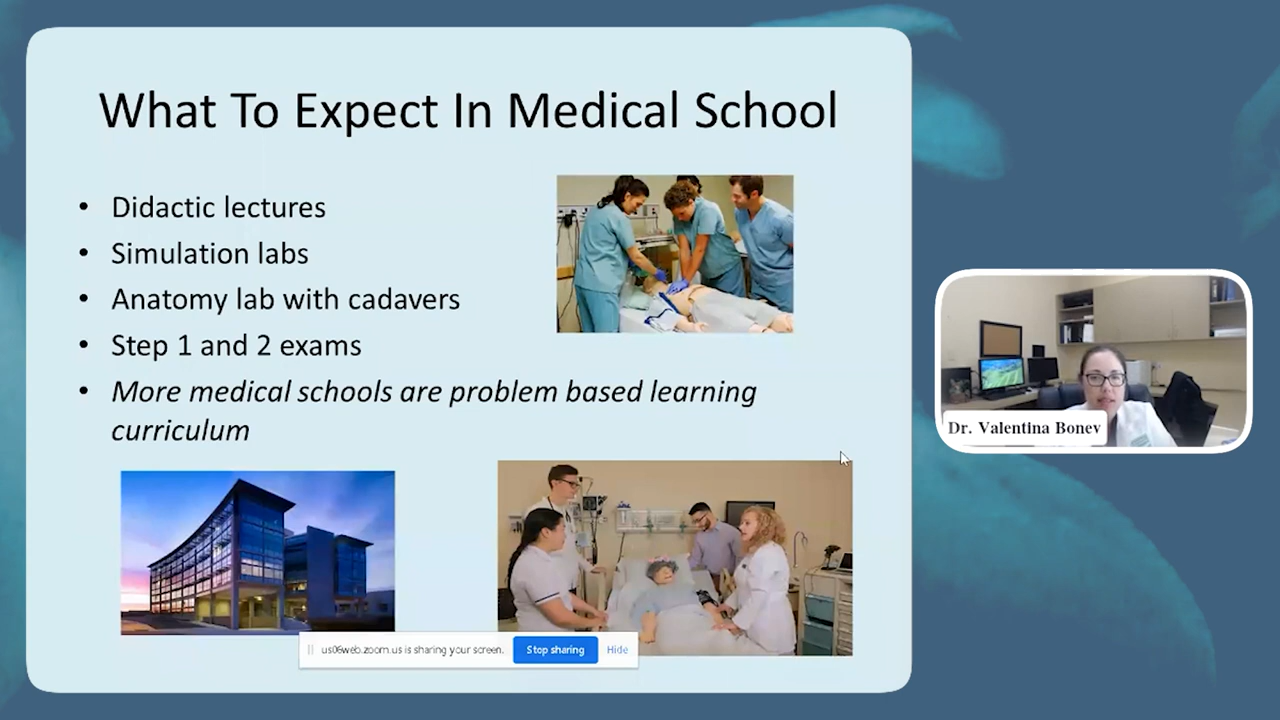 What To Expect In Medical School
• Didactic lectures
• Simulation labs
• Anatomy lab with cadavers
• Step 1 and 2 exams
• More medical schools are problem based learning
curriculum
Dr. Valentina Bonev
us06web.zoom.us is sharing your screen.
Stop sharing
Hide